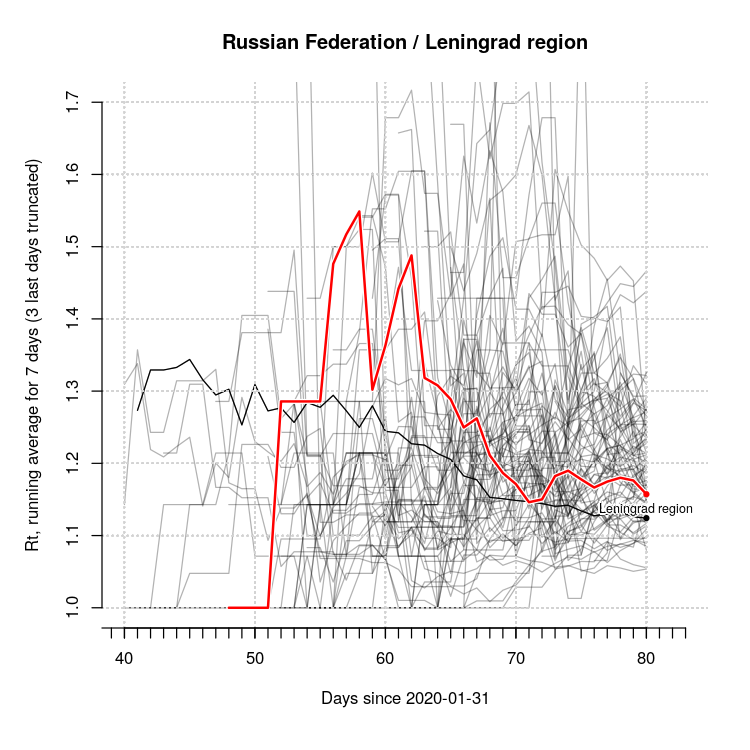 Russian Federation / Leningrad region
Rt, running average for 7 days (3 last days truncated)
1.7
1.6
1.5
1.4
1.3
1.2
1.1
1.0
Leningrad region
40 50 60 70 80
Days since 2020-01-31